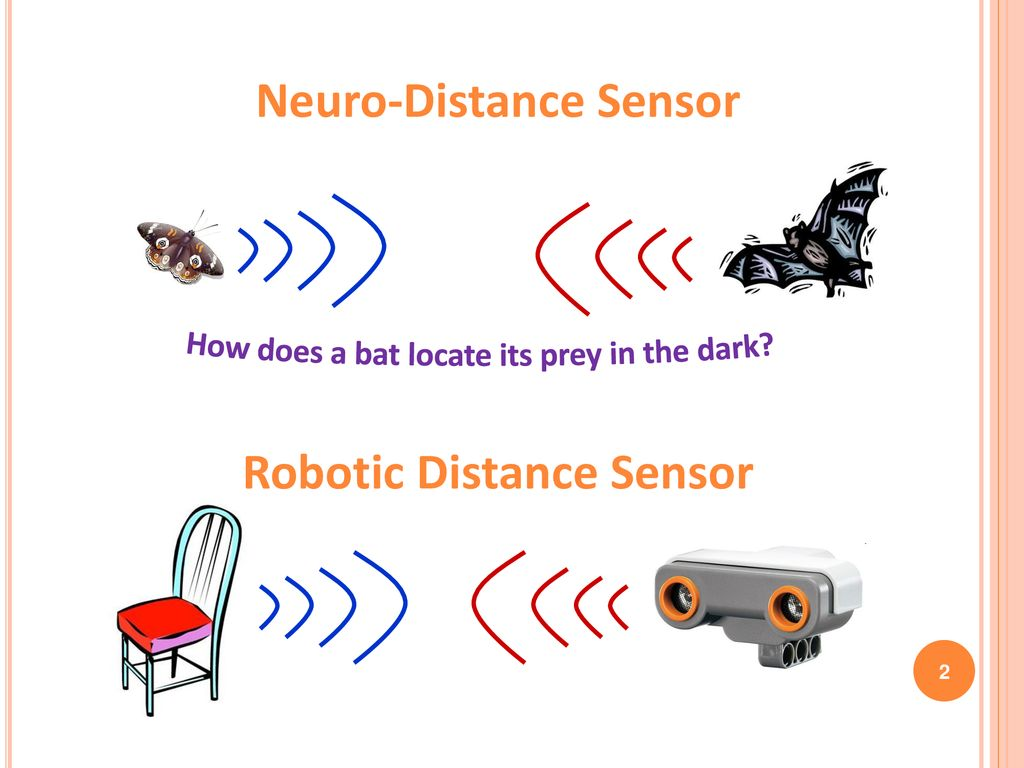 Neuro-Distance Sensor
How does a bat locate its prey in the dark?
Robotic Distance Sensor
2